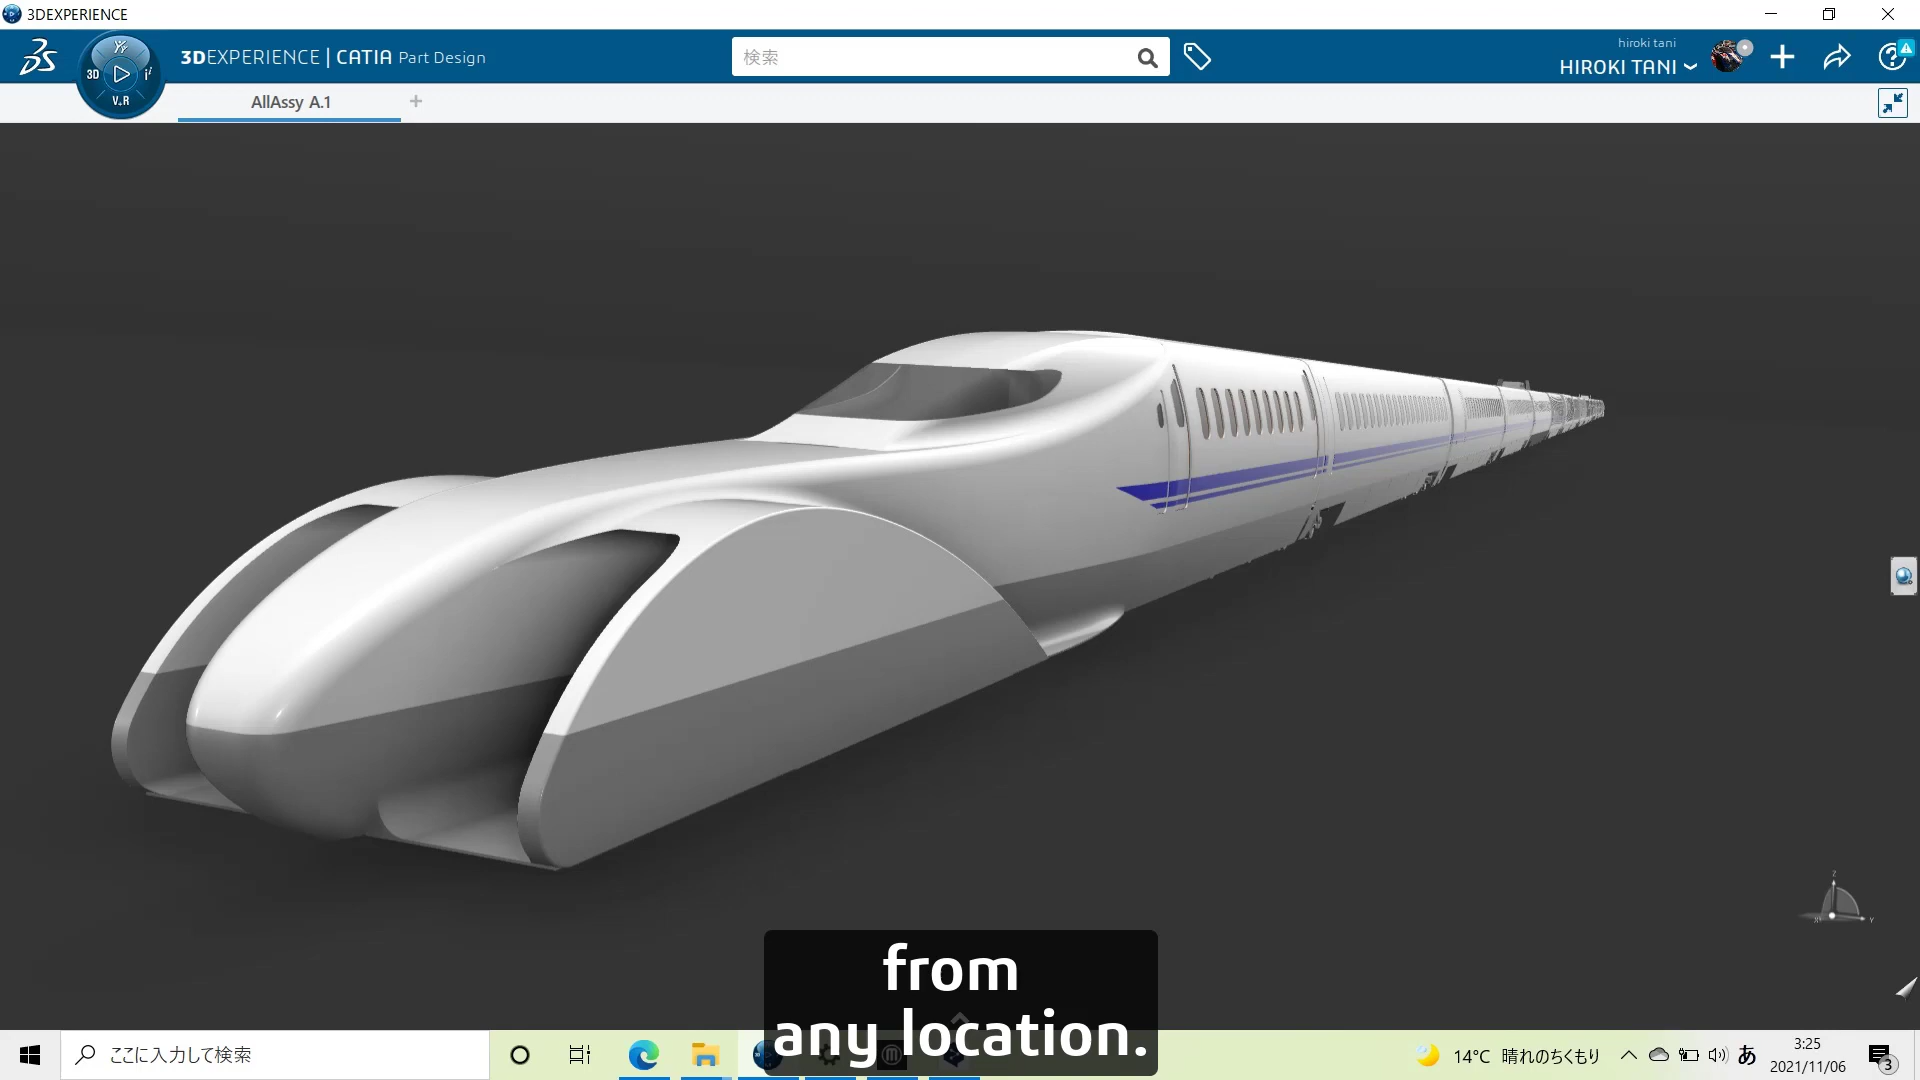 3DEXPERIENCE
3DEXPERIENCE | CATIA Part Design
検索
hiroki tani
HIROKI TANI
3D
V.R
AllAssy A.1
from
any location.
ここに入力して検索
14°C 晴れのちくもり
あ
3:25
2021/11/06
3